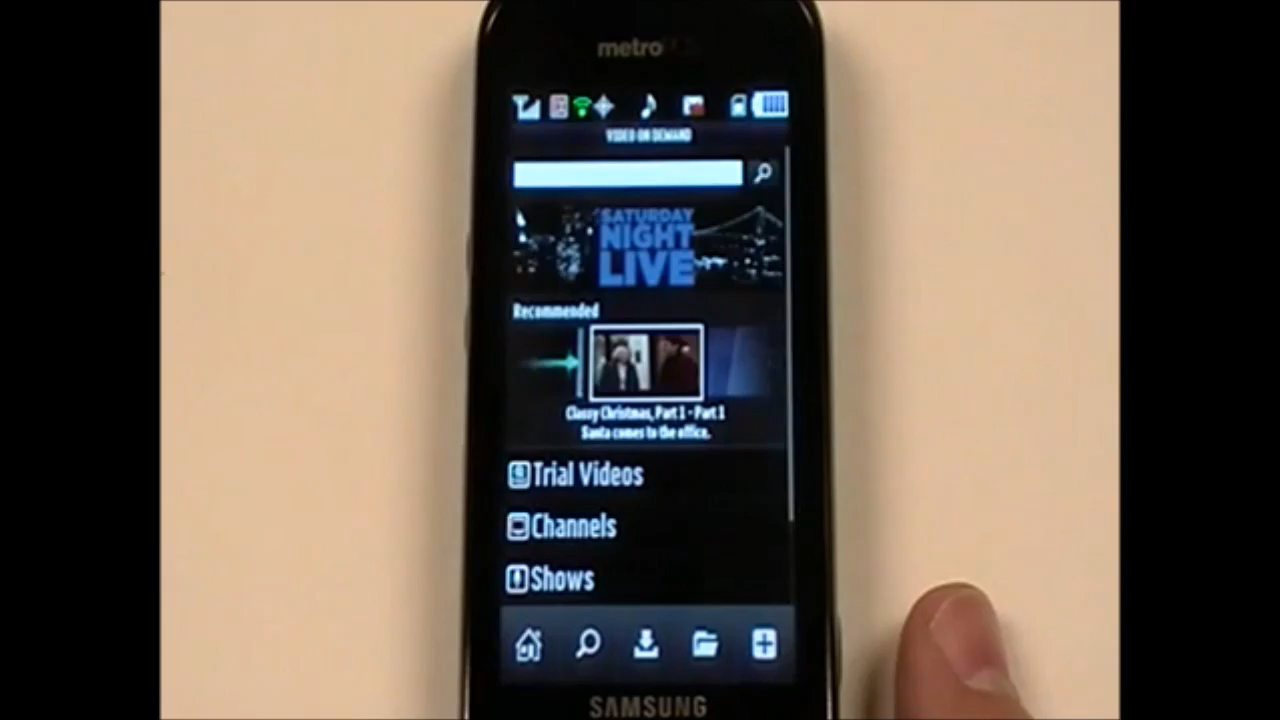 metro
VIDEO ON DEMAND
SATURDAY
NIGHT
LIVE
Recommended
Classy Christmas, Part 1 - Part 1
Santa comes to the office.
Trial Videos
Channels
Shows
SAMSUNG